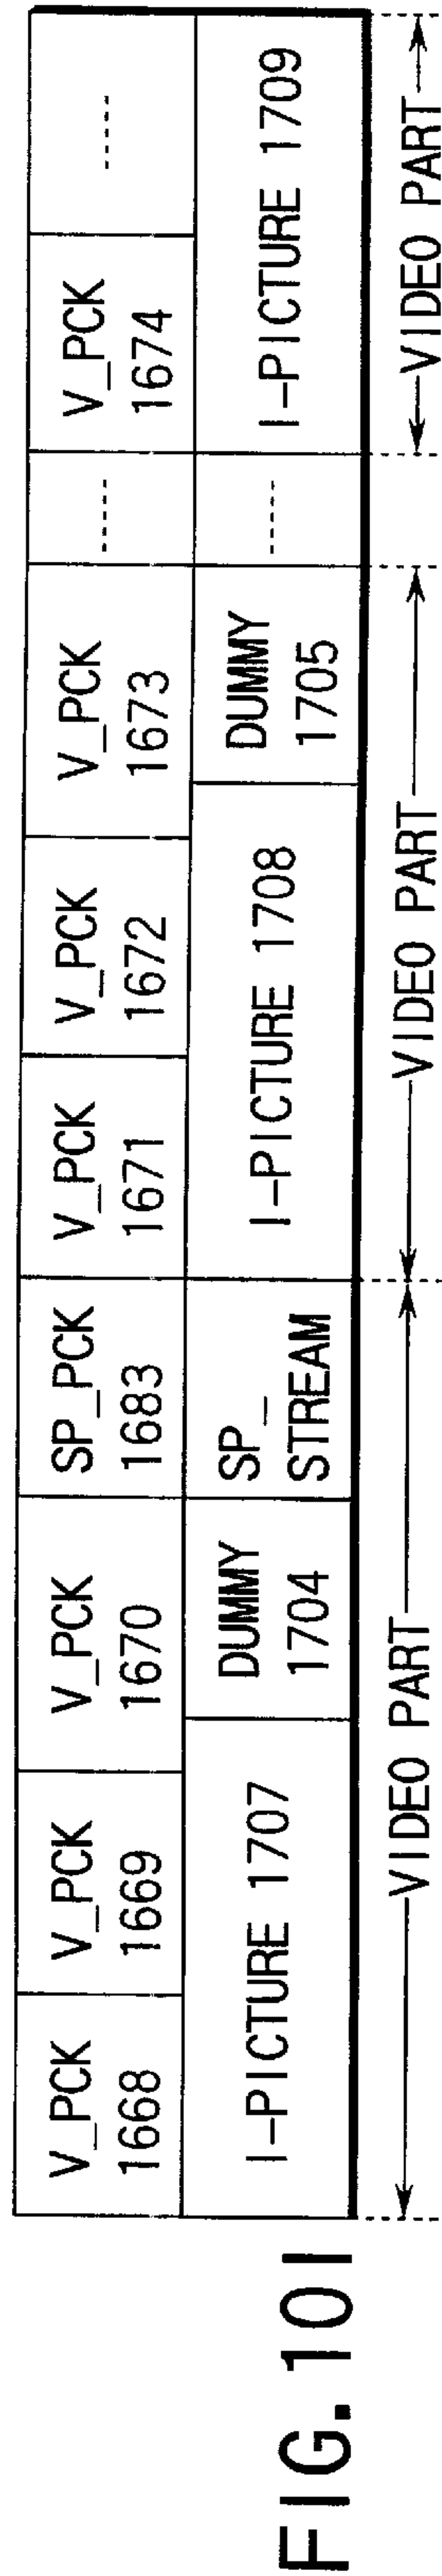 V_PCK
1668
V_PCK
1669
V_PCK
1670
SP_PCK
1683
V_PCK
1671
V_PCK
1672
V_PCK
1673
-----
V_PCK
1674
-----
I-PICTURE 1707
DUMMY
1704
SP_
STREAM
I-PICTURE 1708
DUMMY
1705
-----
I-PICTURE 1709
VIDEO PART
VIDEO PART
VIDEO PART
FIG. 10I